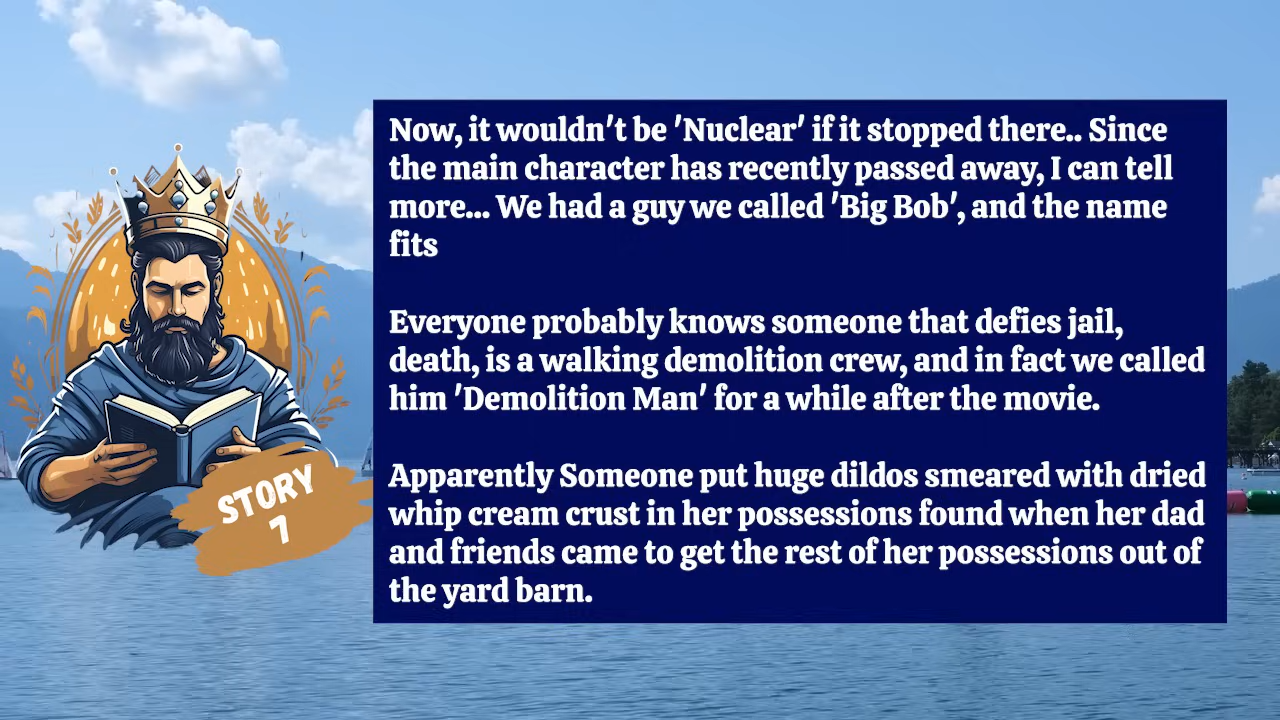 Now, it wouldn't be 'Nuclear' if it stopped there.. Since
the main character has recently passed away, I can tell
more... We had a guy we called 'Big Bob', and the name
fits
Everyone probably knows someone that defies jail,
death, is a walking demolition crew, and in fact we called
him 'Demolition Man' for a while after the movie.
Apparently Someone put huge dildos smeared with dried
whip cream crust in her possessions found when her dad
and friends came to get the rest of her possessions out of
the yard barn.
STORY
7